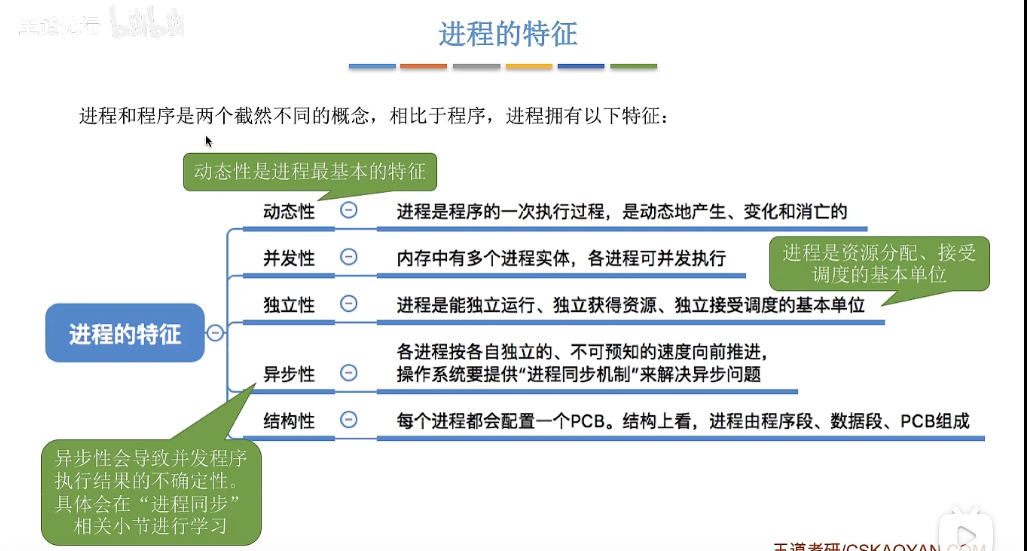 王道论坛 bilibili
进程的特征
进程和程序是两个截然不同的概念，相比于程序，进程拥有以下特征：
动态性是进程最基本的特征
动态性
进程是程序的一次执行过程，是动态地产生、变化和消亡的
并发性
内存中有多个进程实体，各进程可并发执行
进程是资源分配、接受
调度的基本单位
独立性
进程是能独立运行、独立获得资源、独立接受调度的基本单位
进程的特征
异步性
各进程按各自独立的、不可预知的速度向前推进，
操作系统要提供“进程同步机制”来解决异步问题
结构性
每个进程都会配置一个PCB。结构上看，进程由程序段、数据段、PCB组成
异步性会导致并发程序
执行结果的不确定性。
具体会在“进程同步”
相关小节进行学习
王道考研/CSKAOYAN.COM